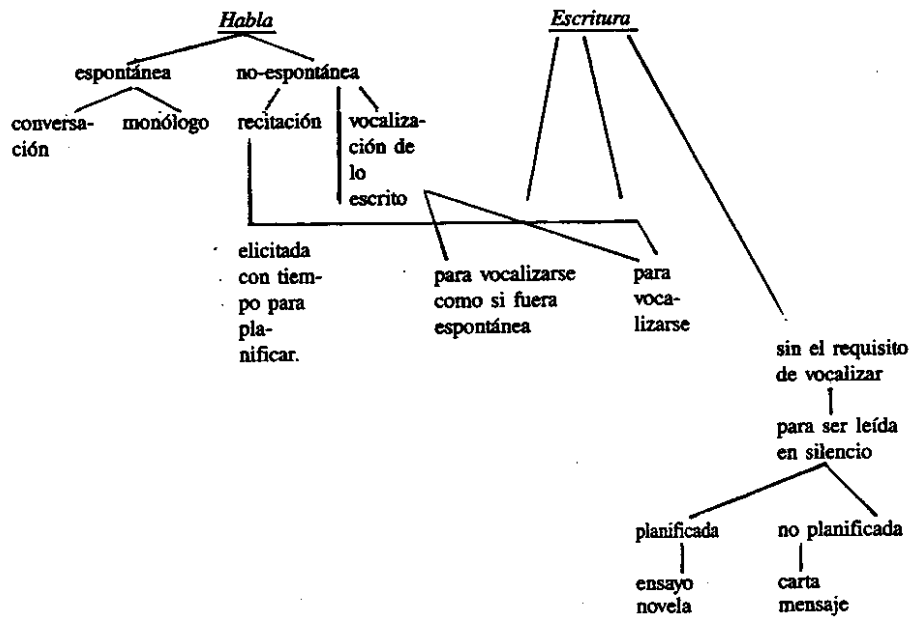 Habla
Escritura
espontánea
no-espontánea
conversa-
ción
monólogo
recitación
vocaliza-
ción de
lo
escrito
elicitada
con tiem-
po para
pla-
nificar.
para vocalizarse
como si fuera
espontánea
para
voca-
lizarse
sin el requisito
de vocalizar
para ser leída
en silencio
planificada
no planificada
ensayo
novela
carta
mensaje